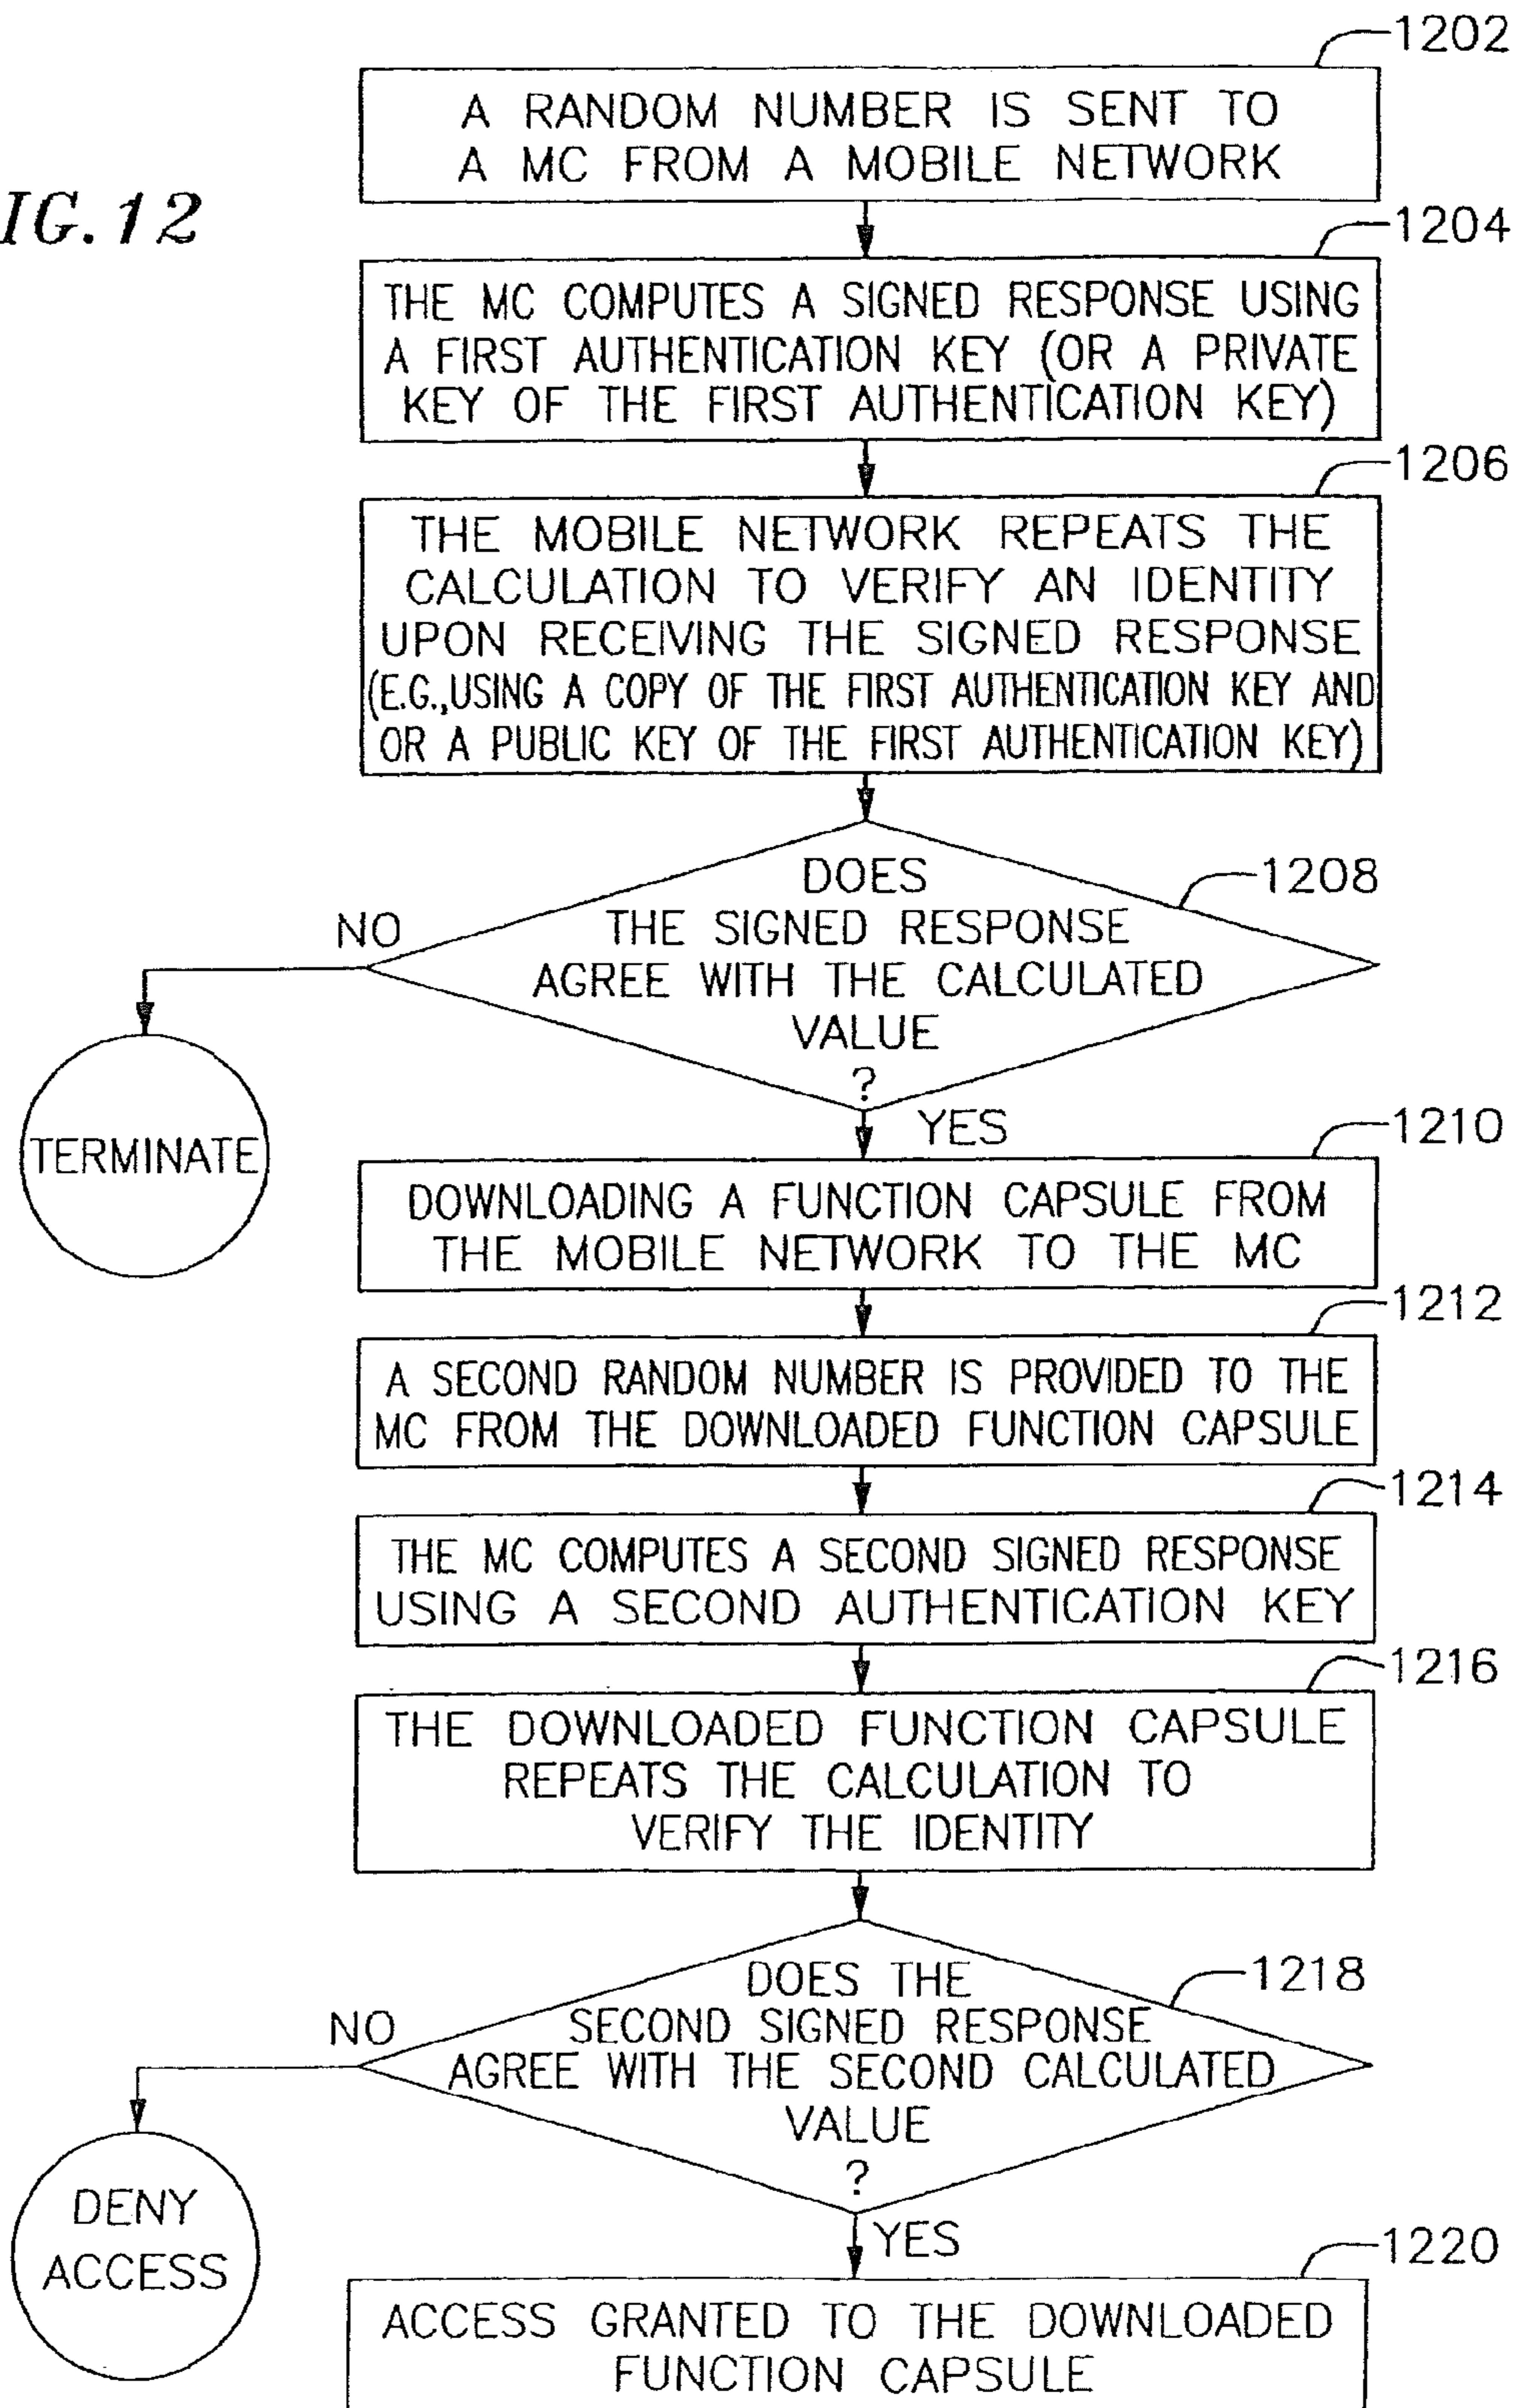 1202
A RANDOM NUMBER IS SENT TO
A MC FROM A MOBILE NETWORK
IG.12
1204
THE MC COMPUTES A SIGNED RESPONSE USING
A FIRST AUTHENTICATION KEY (OR A PRIVATE
KEY OF THE FIRST AUTHENTICATION KEY)
1206
THE MOBILE NETWORK REPEATS THE
CALCULATION TO VERIFY AN IDENTITY
UPON RECEIVING THE SIGNED RESPONSE
(E.G.,USING A COPY OF THE FIRST AUTHENTICATION KEY AND
OR A PUBLIC KEY OF THE FIRST AUTHENTICATION KEY)
1208
DOES
THE SIGNED RESPONSE
AGREE WITH THE CALCULATED
VALUE
?
NO
TERMINATE
YES
1210
DOWNLOADING A FUNCTION CAPSULE FROM
THE MOBILE NETWORK TO THE MC
1212
A SECOND RANDOM NUMBER IS PROVIDED TO THE
MC FROM THE DOWNLOADED FUNCTION CAPSULE
1214
THE MC COMPUTES A SECOND SIGNED RESPONSE
USING A SECOND AUTHENTICATION KEY
1216
THE DOWNLOADED FUNCTION CAPSULE
REPEATS THE CALCULATION TO
VERIFY THE IDENTITY
1218
DOES THE
SECOND SIGNED RESPONSE
AGREE WITH THE SECOND CALCULATED
VALUE
?
NO
DENY
ACCESS
YES
1220
ACCESS GRANTED TO THE DOWNLOADED
FUNCTION CAPSULE